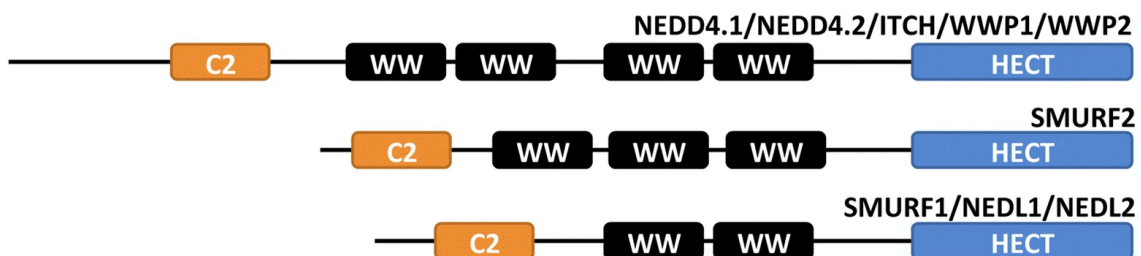 NEDD4.1/NEDD4.2/ITCH/WWP1/WWP2
C2 WW WW WW WW HECT
SMURF2
C2 WW WW WW HECT
SMURF1/NEDL1/NEDL2
C2 WW WW HECT